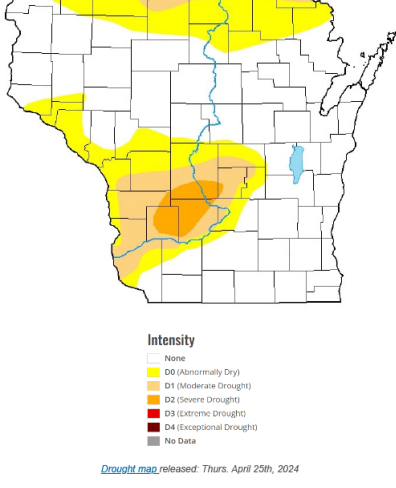 Intensity
None
D0 (Abnormally Dry)
D1 (Moderate Drought)
D2 (Severe Drought)
D3 (Extreme Drought)
D4 (Exceptional Drought)
No Data
Drought map released: Thurs. April 25th, 2024